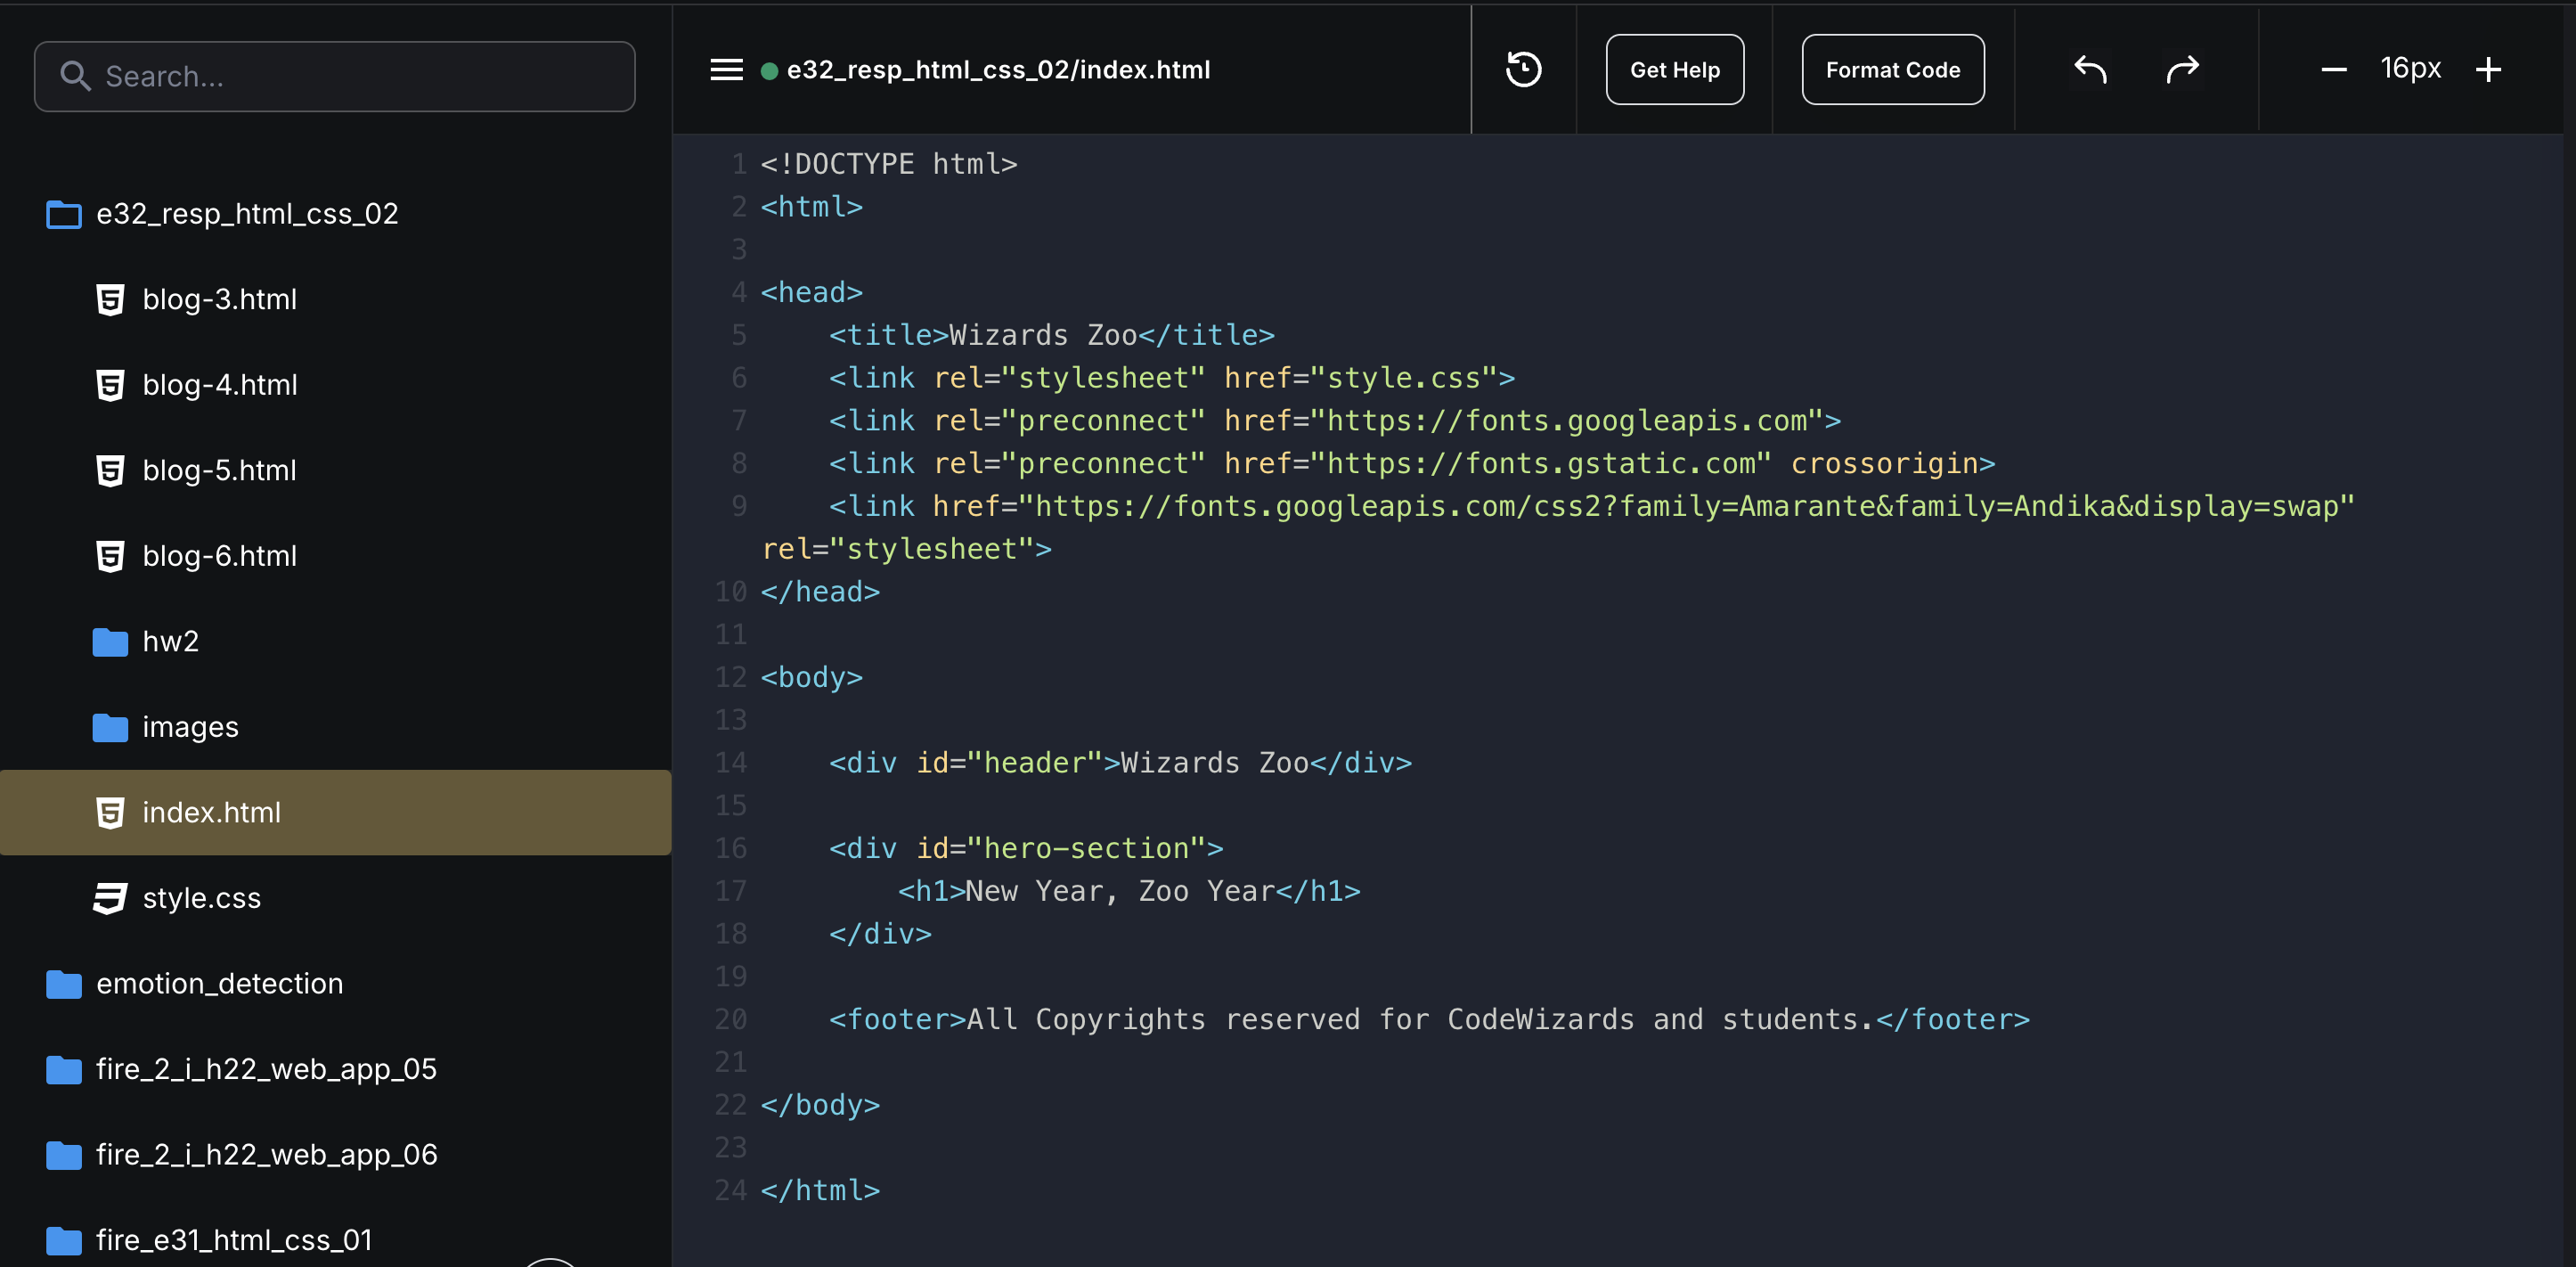 Search...
e32_resp_html_css_02
blog-3.html
blog-4.html
blog-5.html
blog-6.html
hw2
images
index.html
style.css
emotion_detection
fire_2_i_h22_web_app_05
fire_2_i_h22_web_app_06
fire_e31_html_css_01
e32_resp_html_css_02/index.html
Get Help
Format Code
16px
1 <!DOCTYPE html>
2 <html>
3
4 <head>
5     <title>Wizards Zoo</title>
6     <link rel="stylesheet" href="style.css">
7     <link rel="preconnect" href="https://fonts.googleapis.com">
8     <link rel="preconnect" href="https://fonts.gstatic.com" crossorigin>
9     <link href="https://fonts.googleapis.com/css2?family=Amarante&family=Andika&display=swap"
rel="stylesheet">
10 </head>
11
12 <body>
13
14     <div id="header">Wizards Zoo</div>
15
16     <div id="hero-section">
17         <h1>New Year, Zoo Year</h1>
18     </div>
19
20     <footer>All Copyrights reserved for CodeWizards and students.</footer>
21
22 </body>
23
24 </html>